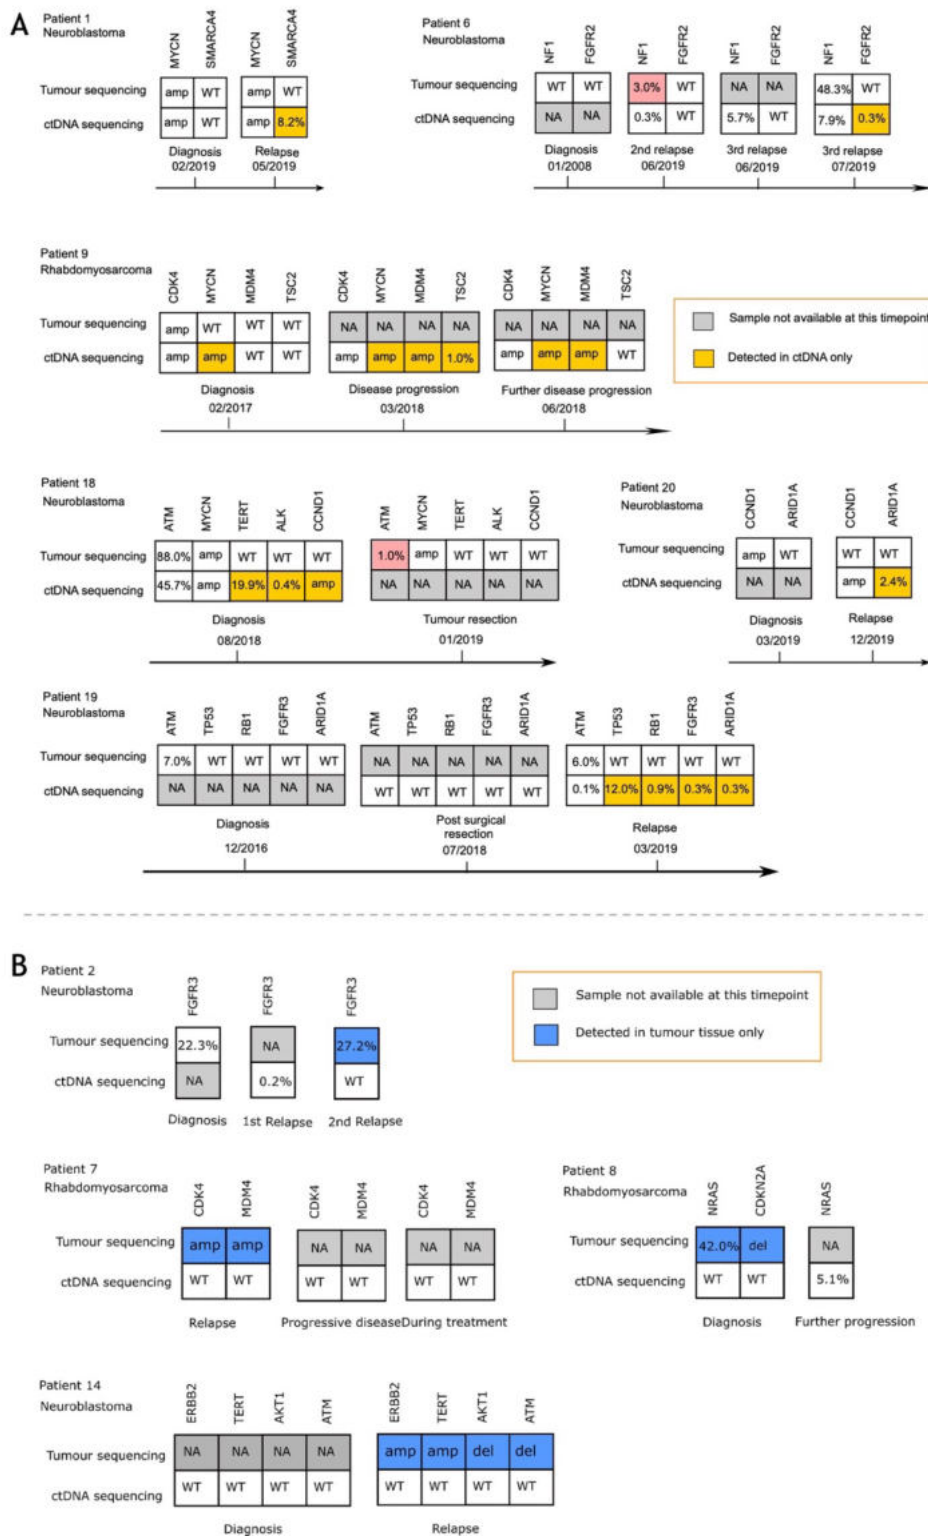 A
Patient 1
Neuroblastoma
MYCN SMARCA4 MYCN SMARCA4
Tumour sequencing amp WT amp WT
ctDNA sequencing amp WT amp 8.2%
Diagnosis Relapse
02/2019 05/2019
Patient 6
Neuroblastoma
NF1 FGFR2 NF1 FGFR2 NF1 FGFR2 NF1 FGFR2
Tumour sequencing WT WT 3.0% WT NA NA 48.3% WT
ctDNA sequencing NA NA 0.3% WT 5.7% WT 7.9% 0.3%
Diagnosis 2nd relapse 3rd relapse 3rd relapse
01/2008 06/2019 06/2019 07/2019
Patient 9
Rhabdomyosarcoma
CDK4 MYCN MDM4 TSC2 CDK4 MYCN MDM4 TSC2 CDK4 MYCN MDM4 TSC2
Tumour sequencing amp WT WT WT NA NA NA NA NA NA NA NA
ctDNA sequencing amp amp WT WT amp amp amp 1.0% amp amp amp WT
Diagnosis Disease progression Further disease progression
02/2017 03/2018 06/2018
Sample not available at this timepoint
Detected in ctDNA only
Patient 18
Neuroblastoma
ATM MYCN TERT ALK CCND1 ATM MYCN TERT ALK CCND1
Tumour sequencing 88.0% amp WT WT WT 1.0% amp WT WT WT
ctDNA sequencing 45.7% amp 19.9% 0.4% amp NA NA NA NA NA
Diagnosis Tumour resection
08/2018 01/2019
Patient 20
Neuroblastoma
CCND1 ARID1A CCND1 ARID1A
Tumour sequencing amp WT WT WT
ctDNA sequencing NA NA amp 2.4%
Diagnosis Relapse
03/2019 12/2019
Patient 19
Neuroblastoma
ATM TP53 RB1 FGFR3 ARID1A ATM TP53 RB1 FGFR3 ARID1A ATM TP53 RB1 FGFR3 ARID1A
Tumour sequencing 7.0% WT WT WT WT NA NA NA NA NA 6.0% WT WT WT WT
ctDNA sequencing NA NA NA NA NA WT WT WT WT WT 0.1% 12.0% 0.9% 0.3% 0.3%
Diagnosis Post surgical Relapse
resection
12/2016 07/2018 03/2019
B
Patient 2
Neuroblastoma
FGFR3 FGFR3 FGFR3
Tumour sequencing 22.3% NA 27.2%
ctDNA sequencing NA 0.2% WT
Diagnosis 1st Relapse 2nd Relapse
Sample not available at this timepoint
Detected in tumour tissue only
Patient 7
Rhabdomyosarcoma
CDK4 MDM4 CDK4 MDM4 CDK4 MDM4
Tumour sequencing amp amp NA NA NA NA
ctDNA sequencing WT WT WT WT WT WT
Relapse Progressive disease During treatment
Patient 8
Rhabdomyosarcoma
NRAS CDKN2A NRAS
Tumour sequencing 42.0% del NA
ctDNA sequencing WT WT 5.1%
Diagnosis Further progression
Patient 14
Neuroblastoma
ERBB2 TERT AKT1 ATM ERBB2 TERT AKT1 ATM
Tumour sequencing NA NA NA NA amp amp del del
ctDNA sequencing WT WT WT WT WT WT WT WT
Diagnosis Relapse